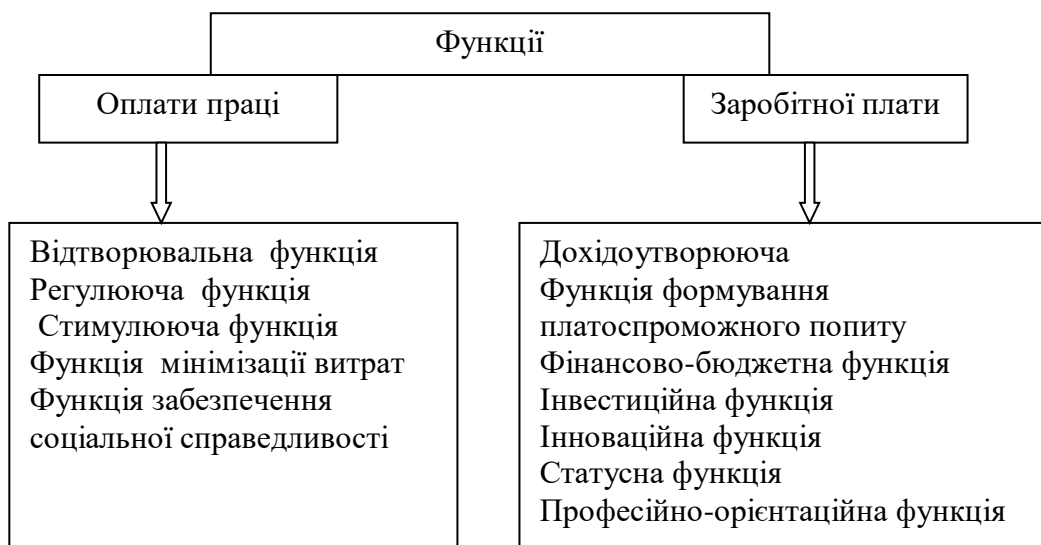 Функції
Оплати праці
Заробітної плати
Відтворювальна функція
Регулююча функція
Стимулююча функція
Функція мінімізації витрат
Функція забезпечення
соціальної справедливості
Дохідоутворююча
Функція формування
платоспроможного попиту
Фінансово-бюджетна функція
Інвестиційна функція
Інноваційна функція
Статусна функція
Професійно-орієнтаційна функція